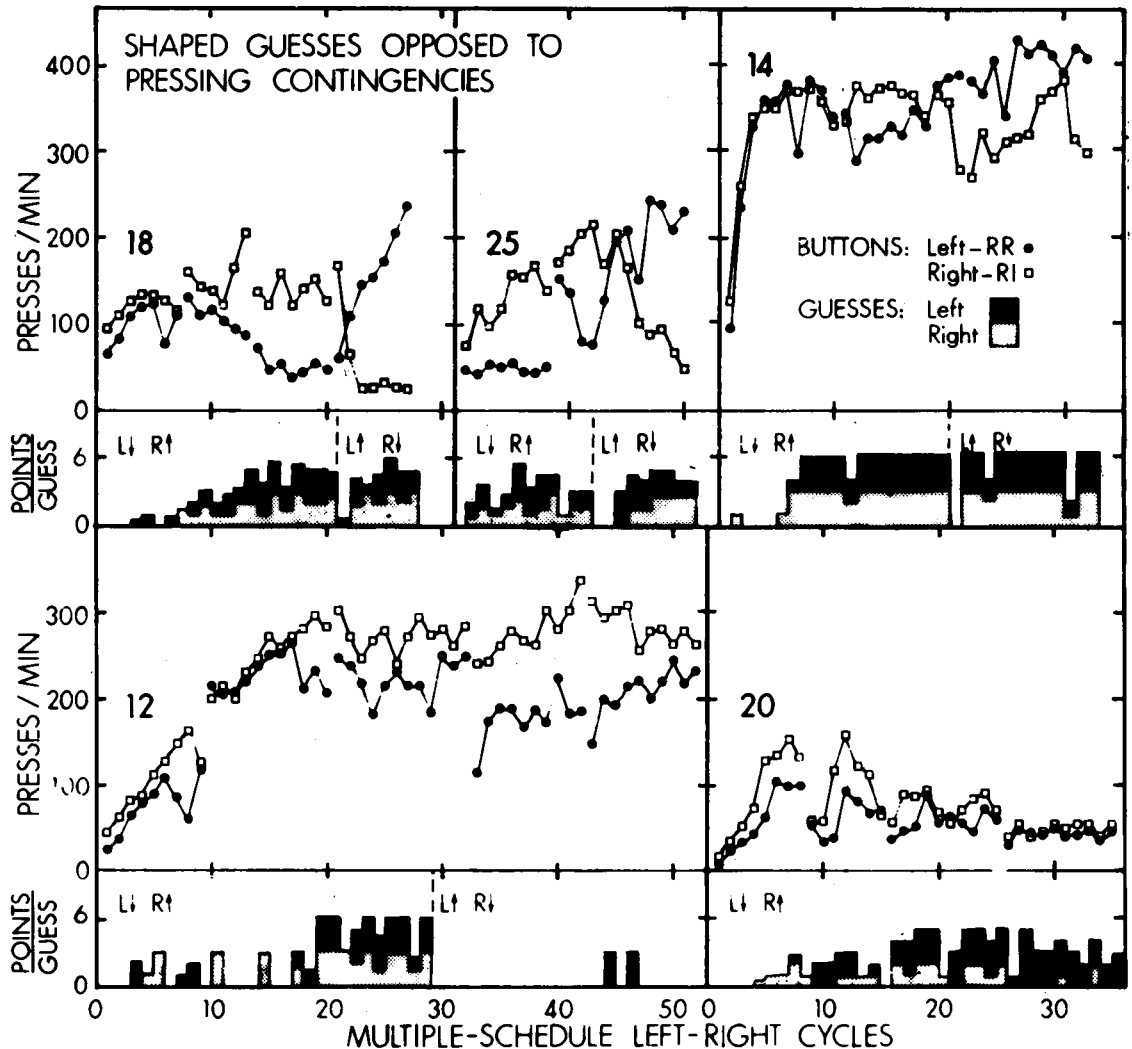 SHAPED GUESSES OPPOSED TO
PRESSING CONTINGENCIES
PRESSES/MIN
400
300
200
100
0
18
25
14
BUTTONS: Left-RR
Right-RI
GUESSES: Left
Right
POINTS
GUESS
6
0
L↓ R↑
L↑ R↓
L↓ R↑
L↑ R↓
L↓ R↑
L↑ R↓
PRESSES/MIN
300
200
100
0
12
20
POINTS
GUESS
6
0
L↓ R↑
L↑ R↓
L↓ R↑
0 10 20 30 40 50 0 10 20 30
MULTIPLE-SCHEDULE LEFT-RIGHT CYCLES